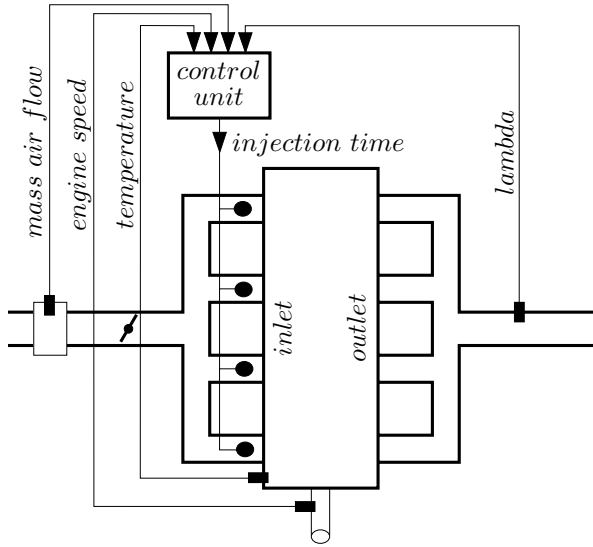 control
unit
injection time
mass air flow
engine speed
temperature
lambda
inlet
outlet